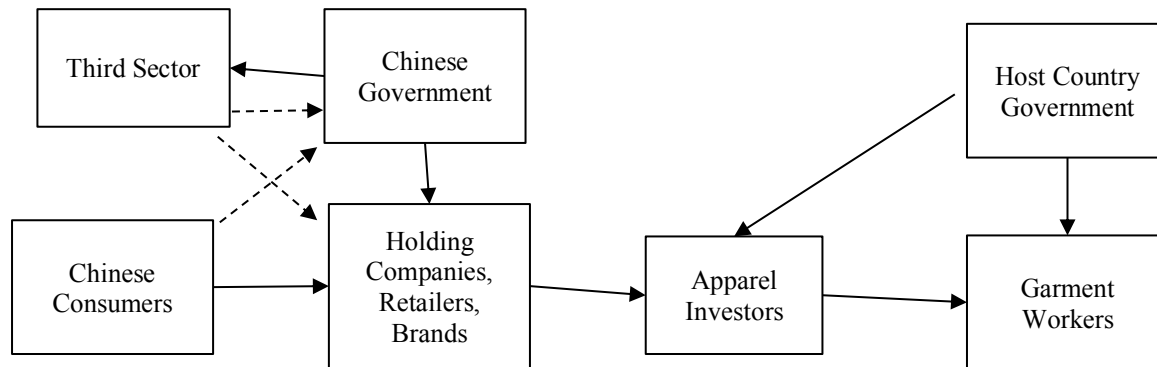 Third Sector
Chinese
Government
Host Country
Government
Chinese
Consumers
Holding
Companies,
Retailers,
Brands
Apparel
Investors
Garment
Workers